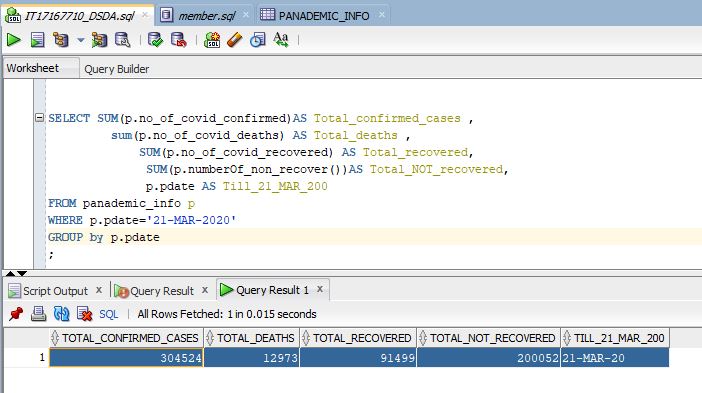 IT17167710_DSDA.sql × member.sql × PANADEMIC_INFO ×
Worksheet Query Builder
SELECT SUM(p.no_of_covid_confirmed)AS Total_confirmed_cases ,
sum(p.no_of_covid_deaths) AS Total_deaths ,
SUM(p.no_of_covid_recovered) AS Total_recovered,
SUM(p.numberOf_non_recover())AS Total_NOT_recovered,
p.pdate AS Till_21_MAR_200
FROM panademic_info p
WHERE p.pdate='21-MAR-2020'
GROUP by p.pdate
;
Script Output × Query Result × Query Result 1 ×
SQL All Rows Fetched: 1 in 0.015 seconds
TOTAL_CONFIRMED_CASES TOTAL_DEATHS TOTAL_RECOVERED TOTAL_NOT_RECOVERED TILL_21_MAR_200
1 304524 12973 91499 200052 21-MAR-20